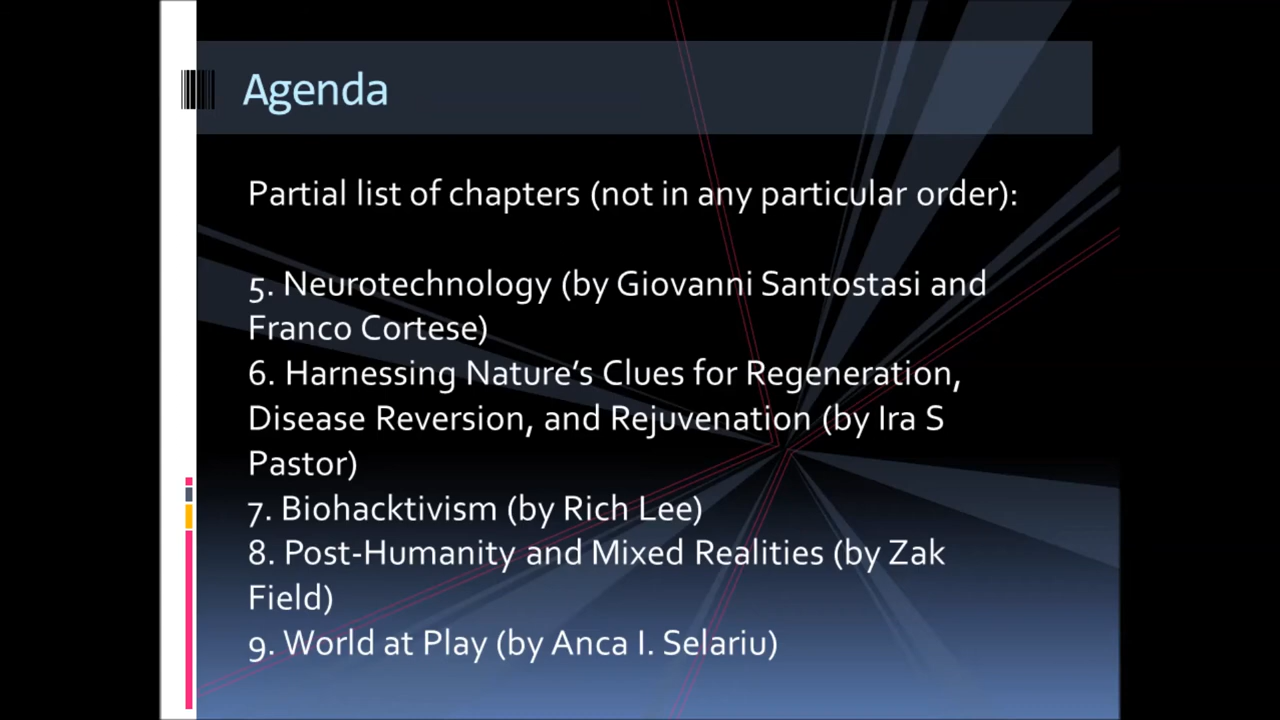 Agenda
Partial list of chapters (not in any particular order):
5. Neurotechnology (by Giovanni Santostasi and
Franco Cortese)
6. Harnessing Nature’s Clues for Regeneration,
Disease Reversion, and Rejuvenation (by Ira S
Pastor)
7. Biohacktivism (by Rich Lee)
8. Post-Humanity and Mixed Realities (by Zak
Field)
9. World at Play (by Anca I. Selariu)